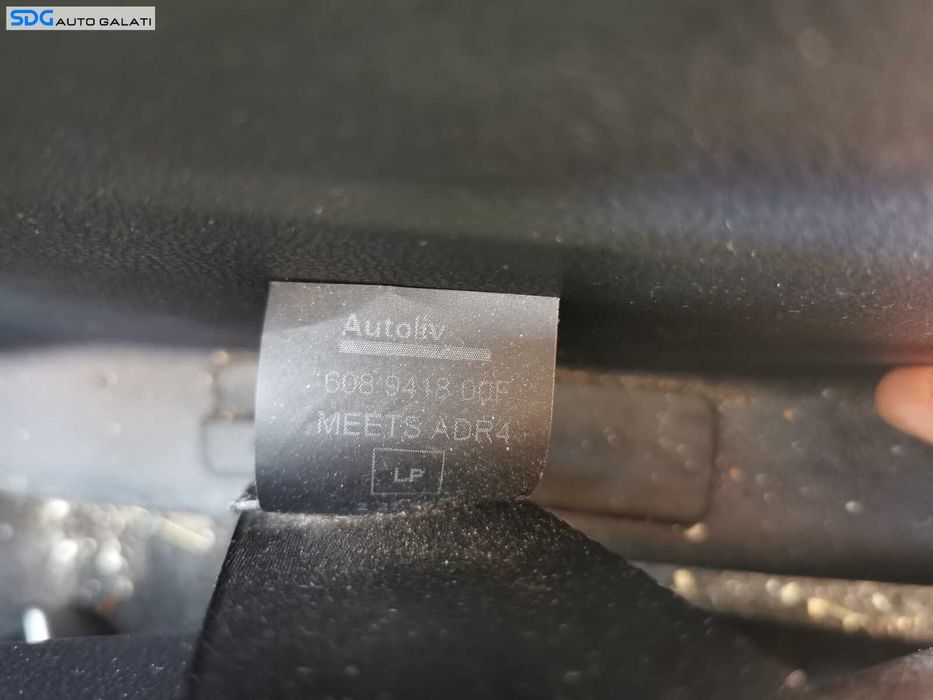 SDG AUTO GALATI
Autoliv
608 9418 00F
MEETS ADR4
LP